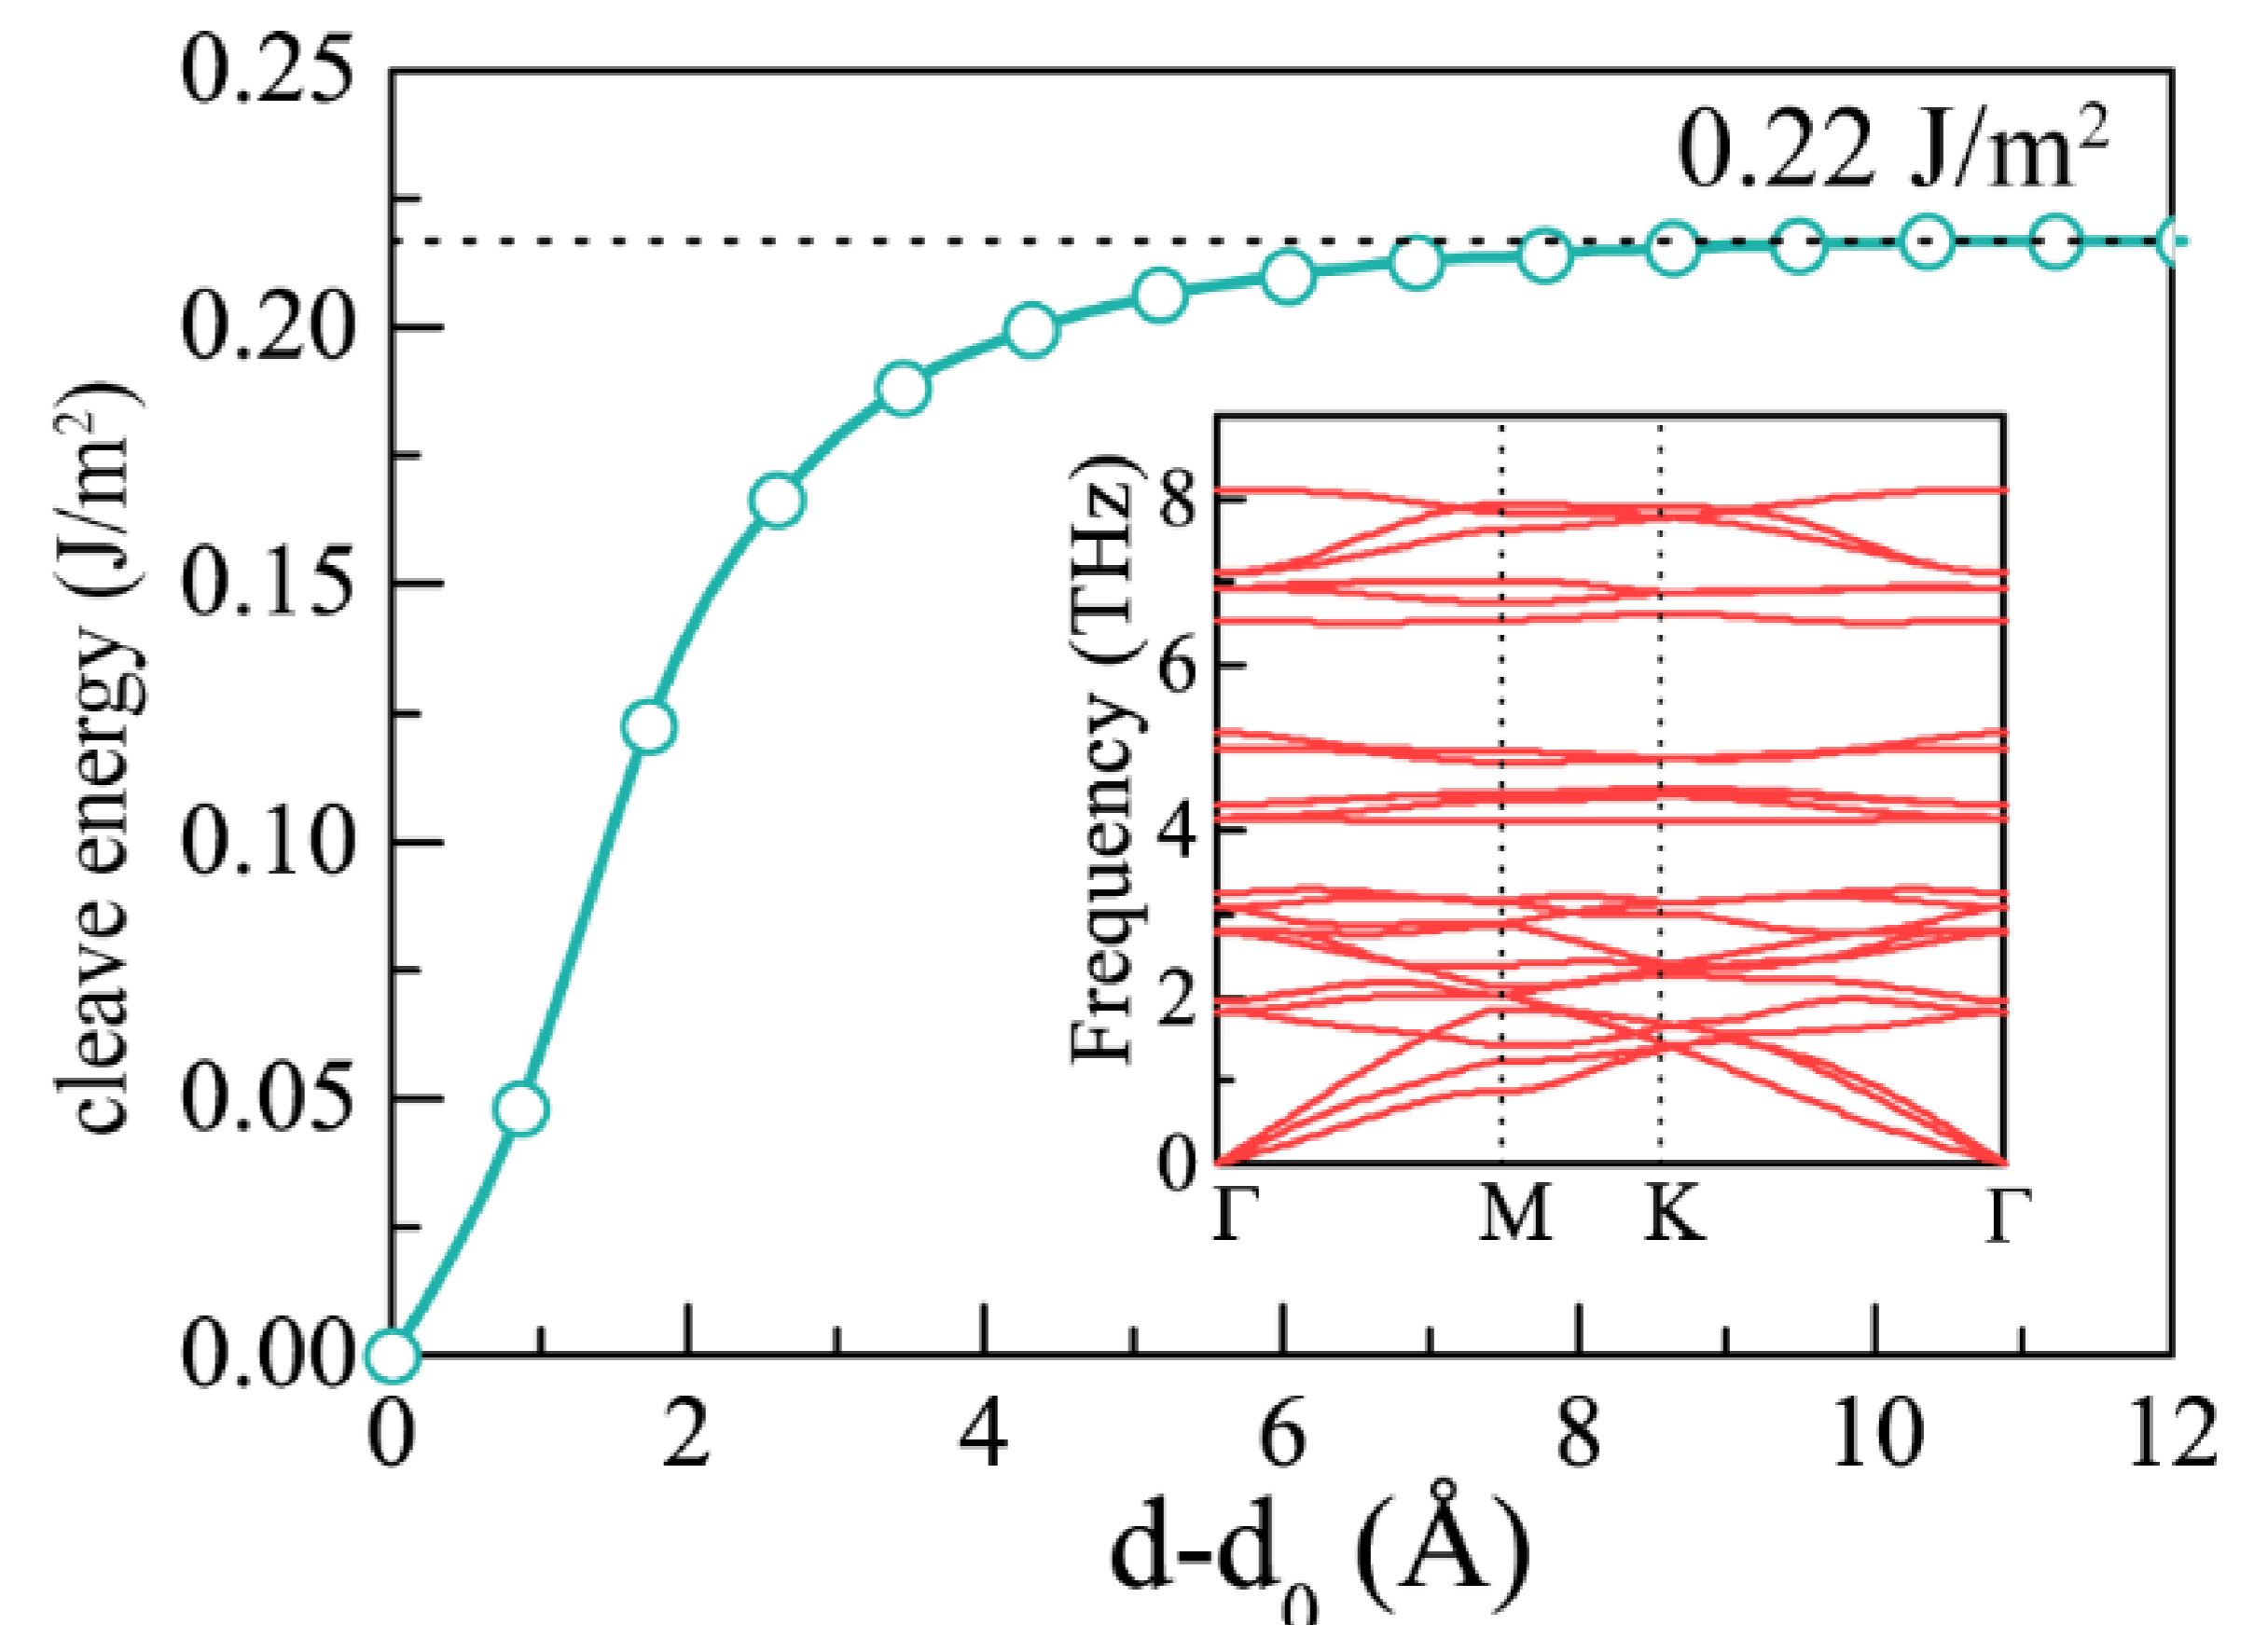 0.25
0.20
0.15
0.10
0.05
0.00
cleave energy (J/m²)
0.22 J/m²
0 2 4 6 8 10 12
d-d₀ (Å)
8
6
4
2
0
Frequency (THz)
Γ M K Γ